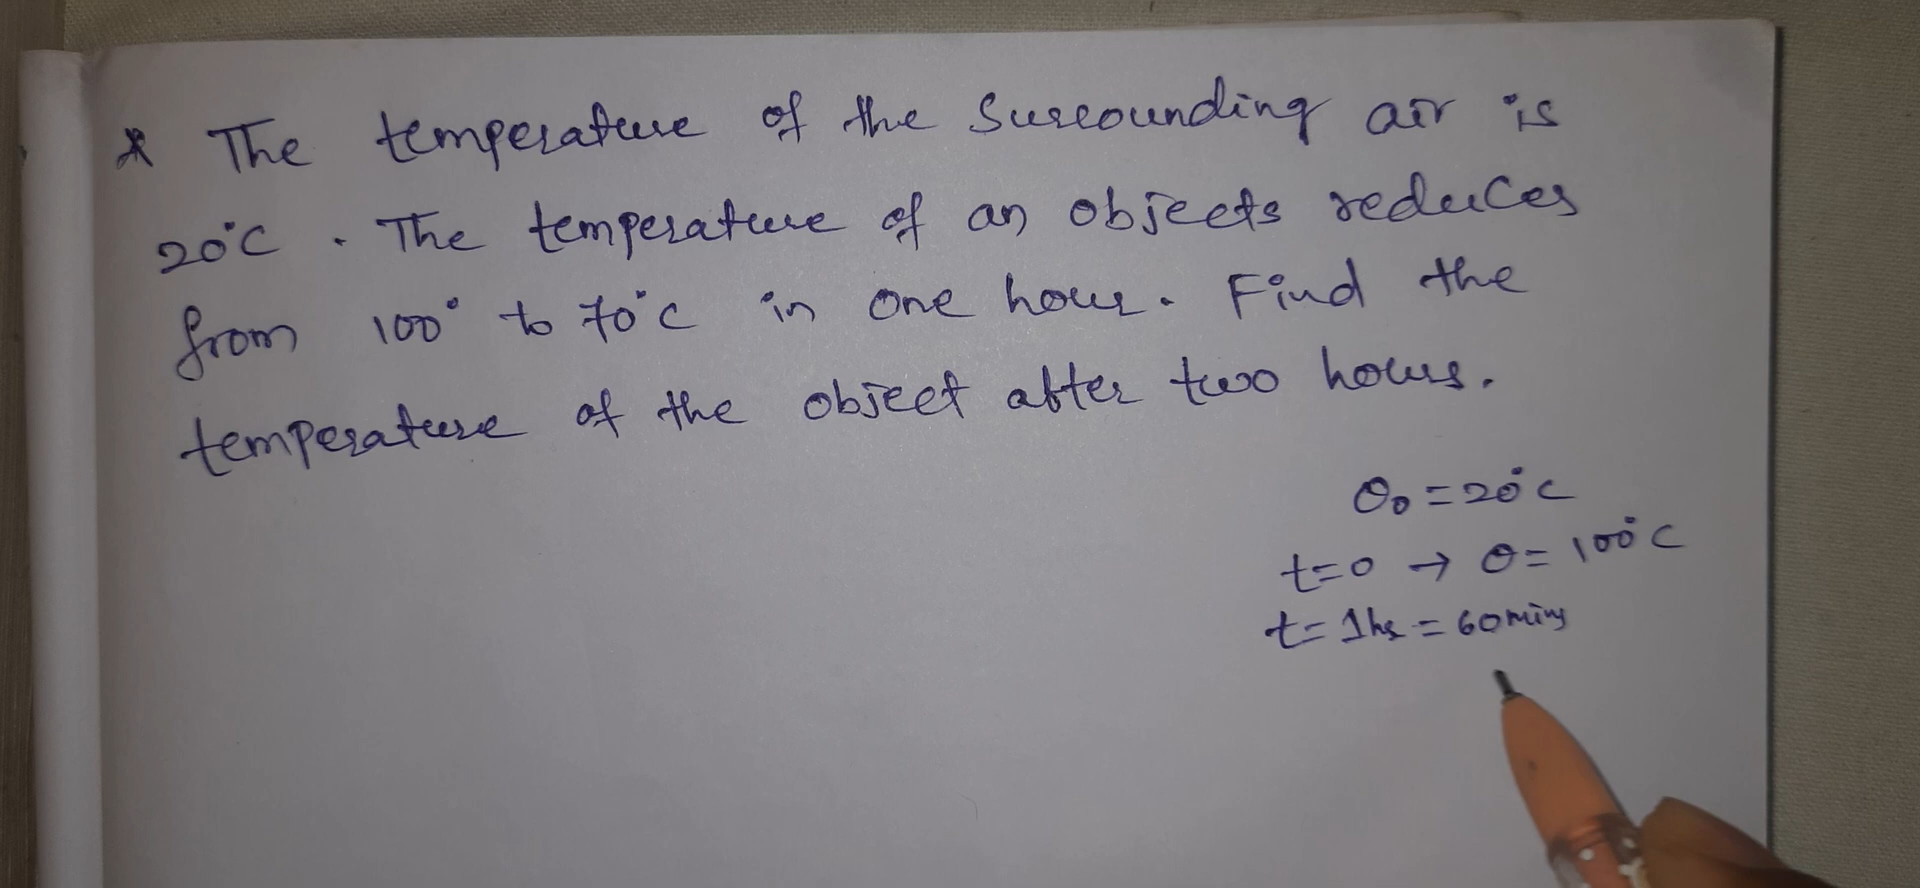 * The temperature of the Surrounding air is
20°C . The temperature of an objects reduces
from 100° to 70°C in one hour. Find the
temperature of the object after two hours.
θ₀ = 20°C
t=0 → θ = 100°C
t= 1hr = 60mins